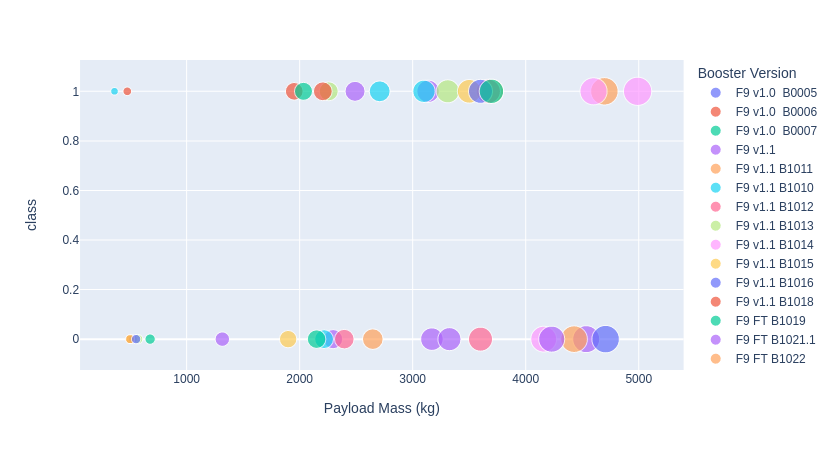 Booster Version
F9 v1.0  B0005
F9 v1.0  B0006
F9 v1.0  B0007
F9 v1.1
F9 v1.1 B1011
F9 v1.1 B1010
F9 v1.1 B1012
F9 v1.1 B1013
F9 v1.1 B1014
F9 v1.1 B1015
F9 v1.1 B1016
F9 v1.1 B1018
F9 FT B1019
F9 FT B1021.1
F9 FT B1022
1
0.8
0.6
0.4
0.2
0
class
1000
2000
3000
4000
5000
Payload Mass (kg)